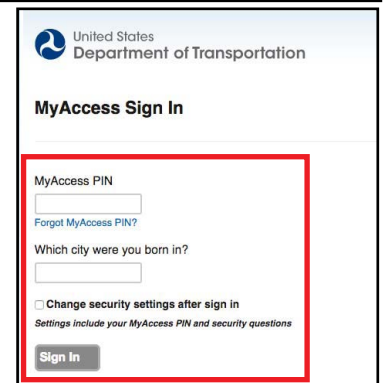 United States
Department of Transportation
MyAccess Sign In
MyAccess PIN
Forgot MyAccess PIN?
Which city were you born in?
Change security settings after sign in
Settings include your MyAccess PIN and security questions
Sign In